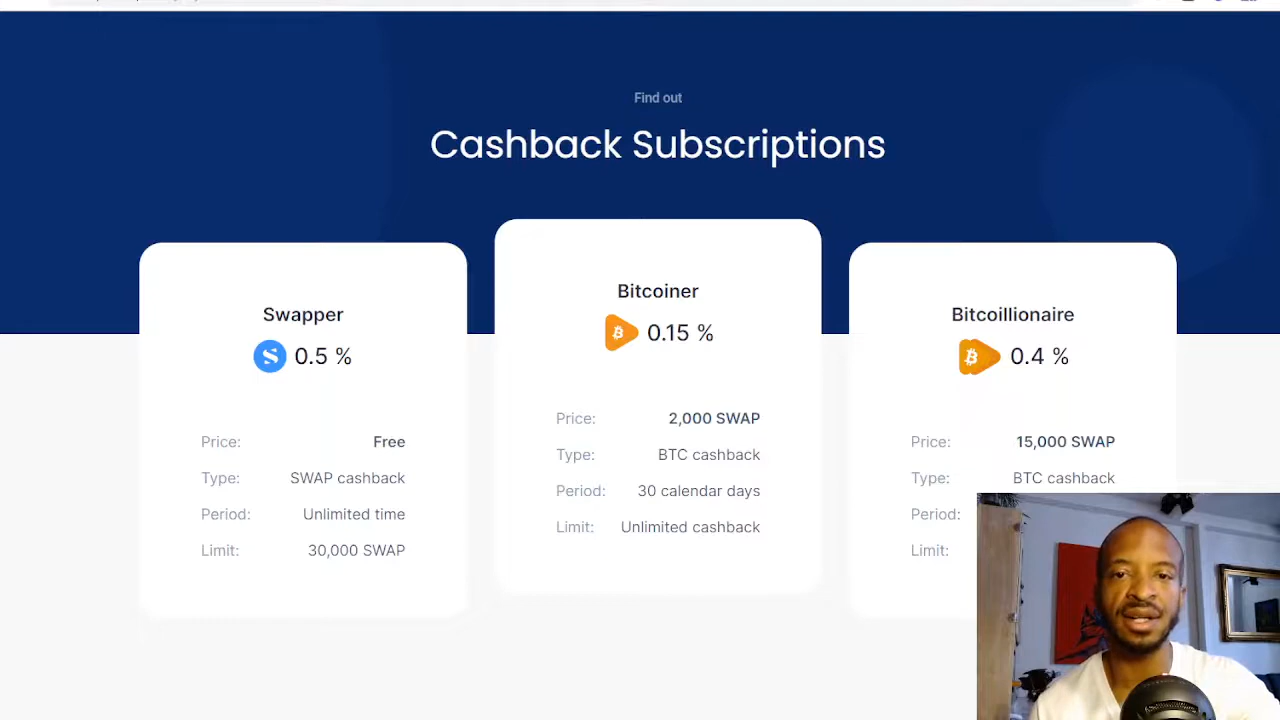 Find out
Cashback Subscriptions
Swapper
0.5 %
Price: Free
Type: SWAP cashback
Period: Unlimited time
Limit: 30,000 SWAP
Bitcoiner
0.15 %
Price: 2,000 SWAP
Type: BTC cashback
Period: 30 calendar days
Limit: Unlimited cashback
Bitcoillionaire
0.4 %
Price: 15,000 SWAP
Type: BTC cashback
Period:
Limit: